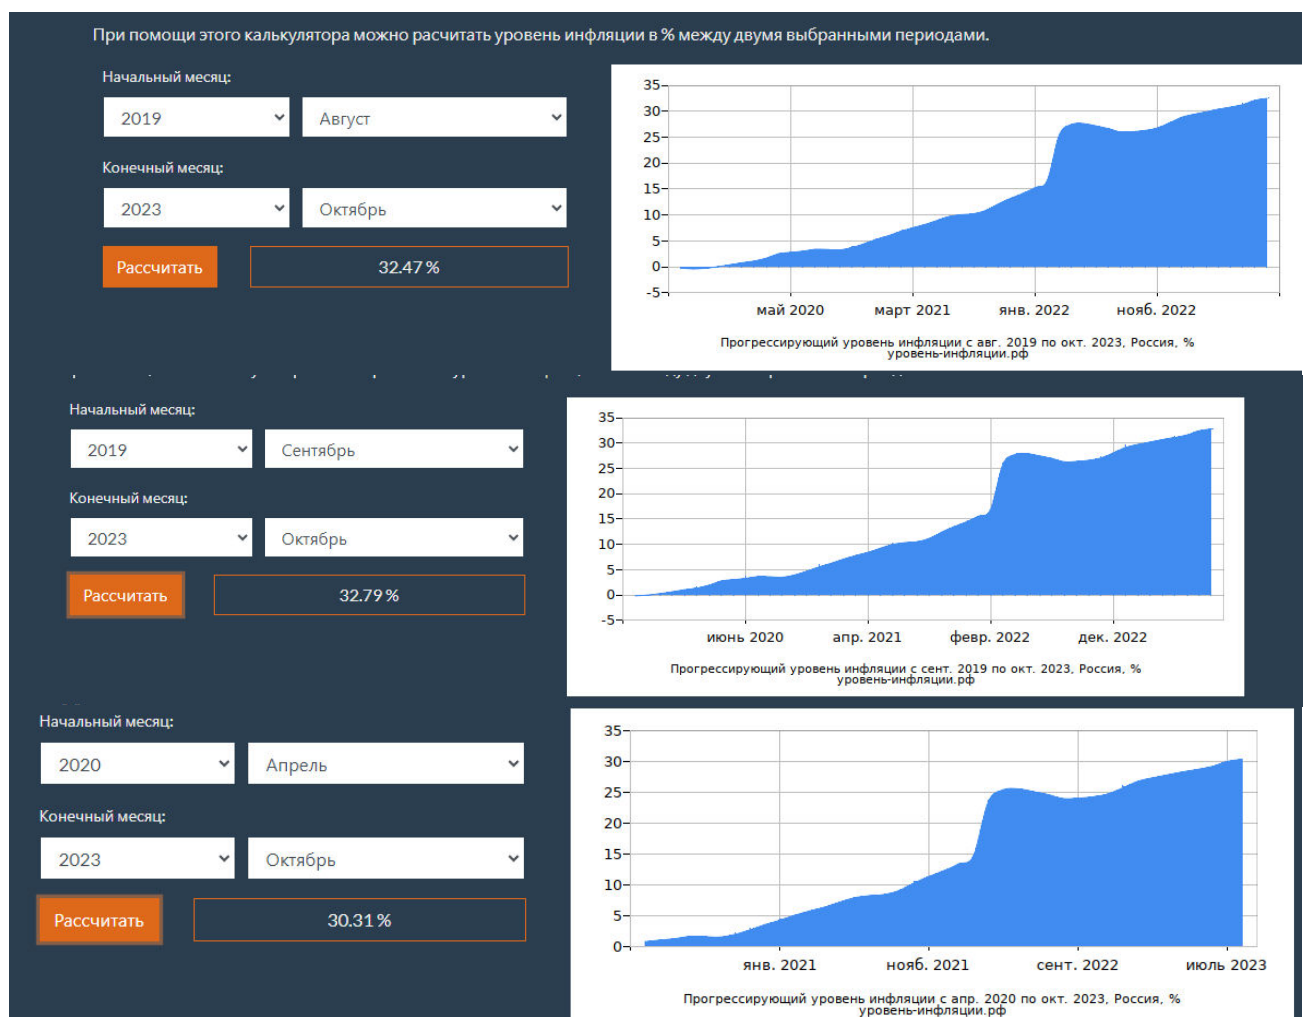 При помощи этого калькулятора можно расчитать уровень инфляции в % между двумя выбранными периодами.
Начальный месяц:
2019 Август
Конечный месяц:
2023 Октябрь
Рассчитать 32.47 %
35
30
25
20
15
10
5
0
-5
май 2020 март 2021 янв. 2022 нояб. 2022
Прогрессирующий уровень инфляции с авг. 2019 по окт. 2023, Россия, %
уровень-инфляции.рф
Начальный месяц:
2019 Сентябрь
Конечный месяц:
2023 Октябрь
Рассчитать 32.79 %
35
30
25
20
15
10
5
0
-5
июнь 2020 апр. 2021 февр. 2022 дек. 2022
Прогрессирующий уровень инфляции с сент. 2019 по окт. 2023, Россия, %
уровень-инфляции.рф
Начальный месяц:
2020 Апрель
Конечный месяц:
2023 Октябрь
Рассчитать 30.31 %
35
30
25
20
15
10
5
0
янв. 2021 нояб. 2021 сент. 2022 июль 2023
Прогрессирующий уровень инфляции с апр. 2020 по окт. 2023, Россия, %
уровень-инфляции.рф